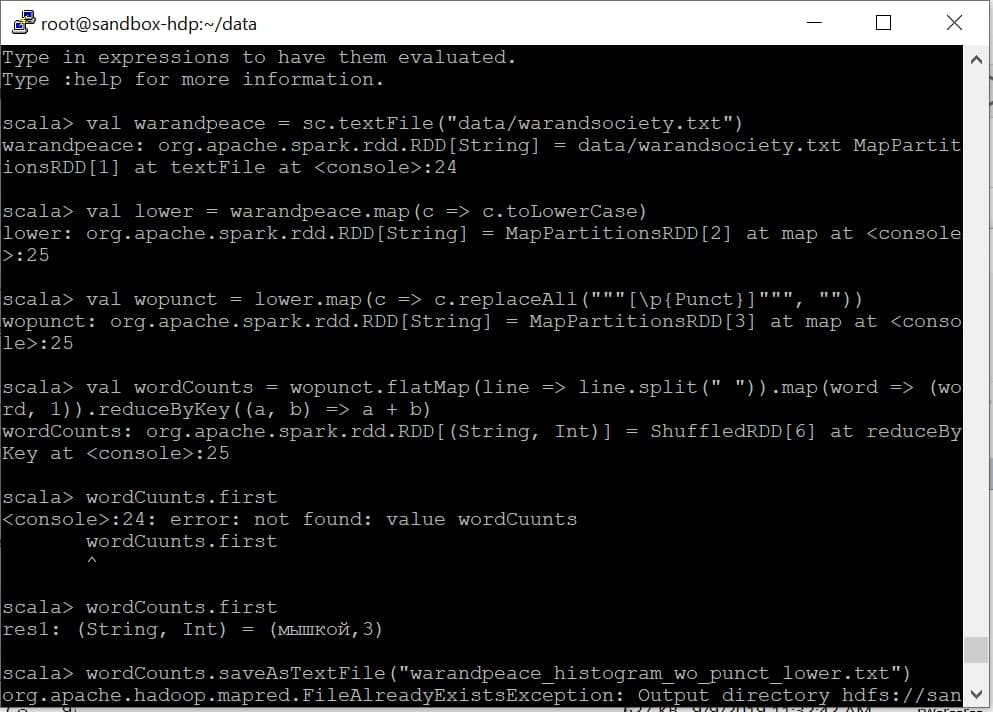 root@sandbox-hdp:~/data
Type in expressions to have them evaluated.
Type :help for more information.
scala> val warandpeace = sc.textFile("data/warandsociety.txt")
warandpeace: org.apache.spark.rdd.RDD[String] = data/warandsociety.txt MapPartit
ionsRDD[1] at textFile at <console>:24
scala> val lower = warandpeace.map(c => c.toLowerCase)
lower: org.apache.spark.rdd.RDD[String] = MapPartitionsRDD[2] at map at <console
>:25
scala> val wopunct = lower.map(c => c.replaceAll("""[\p{Punct}]""", ""))
wopunct: org.apache.spark.rdd.RDD[String] = MapPartitionsRDD[3] at map at <conso
le>:25
scala> val wordCounts = wopunct.flatMap(line => line.split(" ")).map(word => (wo
rd, 1)).reduceByKey((a, b) => a + b)
wordCounts: org.apache.spark.rdd.RDD[(String, Int)] = ShuffledRDD[6] at reduceBy
Key at <console>:25
scala> wordCuunts.first
<console>:24: error: not found: value wordCuunts
wordCuunts.first
^
scala> wordCounts.first
res1: (String, Int) = (мышкой,3)
scala> wordCounts.saveAsTextFile("warandpeace_histogram_wo_punct_lower.txt")
org.apache.hadoop.mapred.FileAlreadyExistsException: Output directory hdfs://san